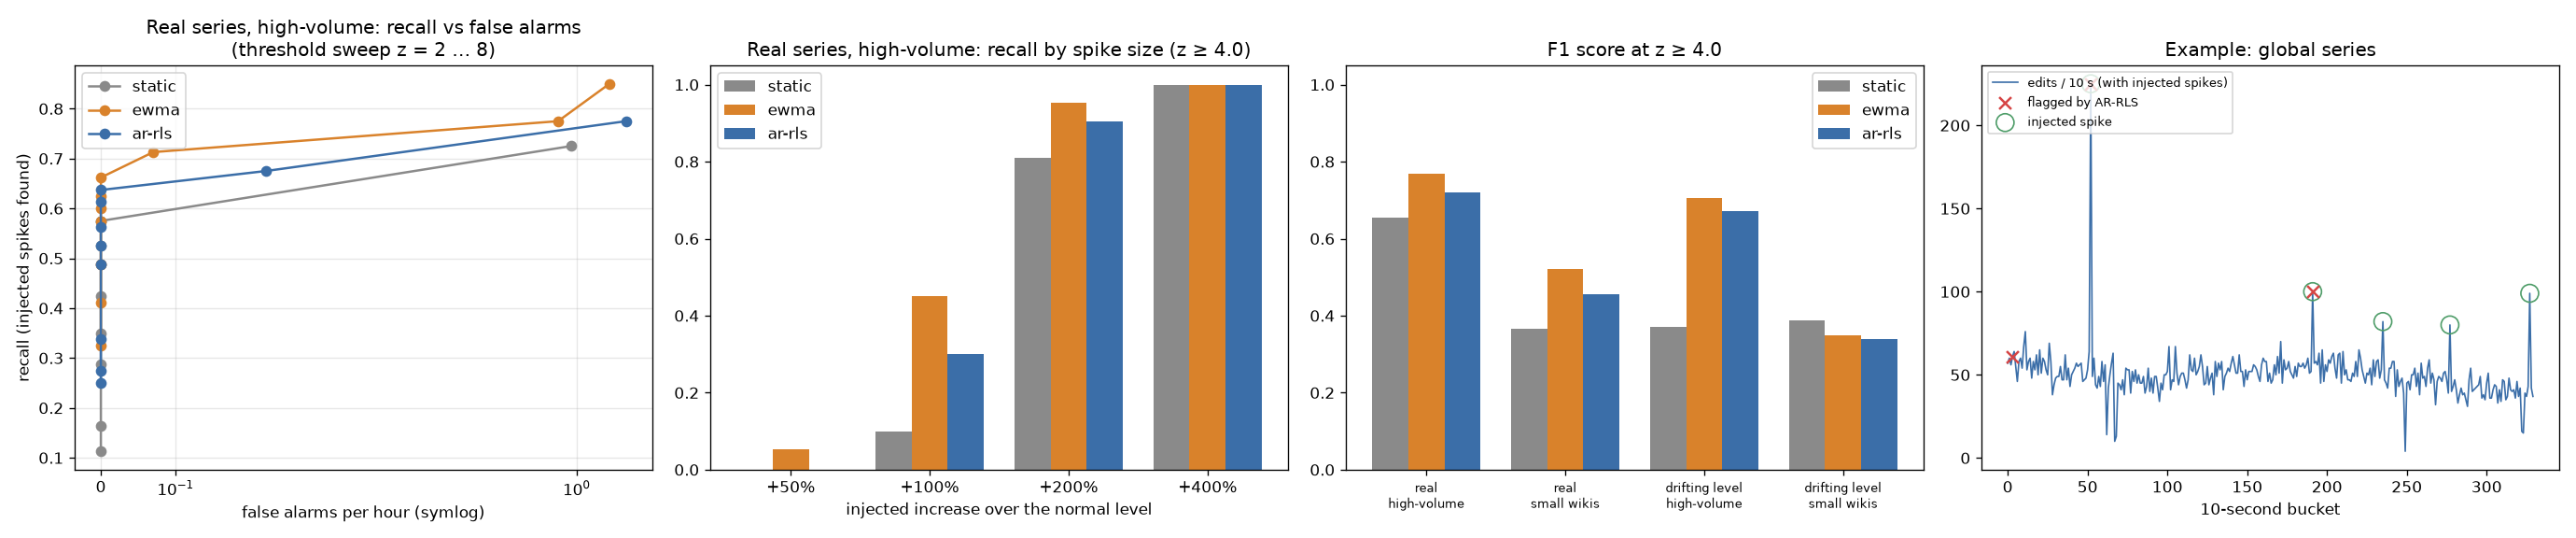 Real series, high-volume: recall vs false alarms
(threshold sweep z = 2 ... 8)
static
ewma
ar-rls
recall (injected spikes found)
0.8
0.7
0.6
0.5
0.4
0.3
0.2
0.1
0 10⁻¹ 10⁰
false alarms per hour (symlog)
Real series, high-volume: recall by spike size (z ≥ 4.0)
static
ewma
ar-rls
1.0
0.8
0.6
0.4
0.2
0.0
+50% +100% +200% +400%
injected increase over the normal level
F1 score at z ≥ 4.0
static
ewma
ar-rls
1.0
0.8
0.6
0.4
0.2
0.0
real
high-volume
real
small wikis
drifting level
high-volume
drifting level
small wikis
Example: global series
edits / 10 s (with injected spikes)
flagged by AR-RLS
injected spike
200
150
100
50
0
0 50 100 150 200 250 300
10-second bucket